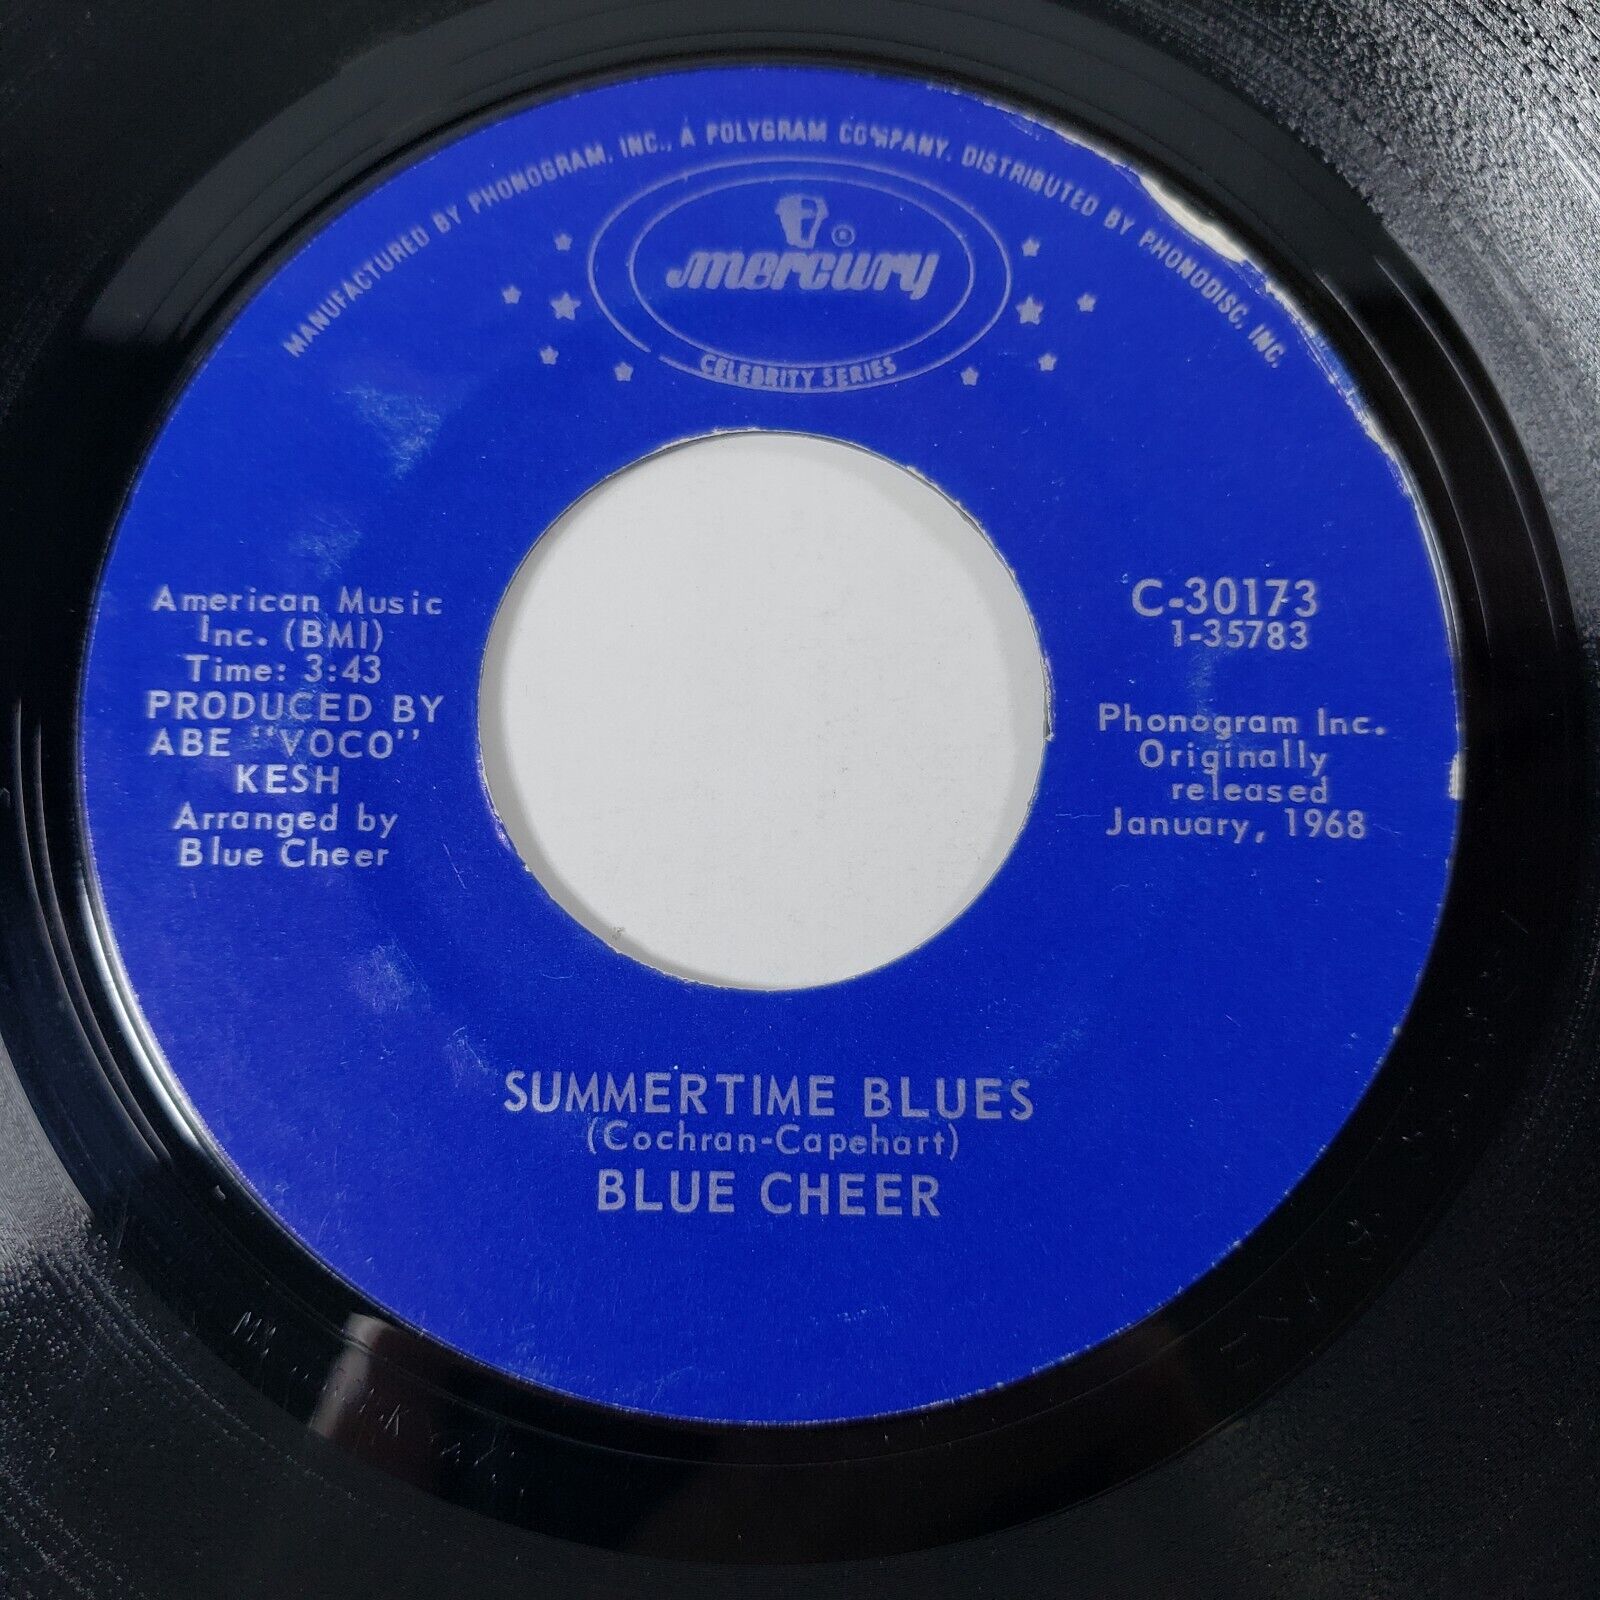 MANUFACTURED BY PHONOGRAM, INC., A POLYGRAM COMPANY. DISTRIBUTED BY PHONODISC, INC.
mercury ®
CELEBRITY SERIES
American Music
Inc. (BMI)
Time: 3:43
PRODUCED BY
ABE "VOCO"
KESH
Arranged by
Blue Cheer
C-30173
1-35783
Phonogram Inc.
Originally
released
January, 1968
SUMMERTIME BLUES
(Cochran-Capehart)
BLUE CHEER